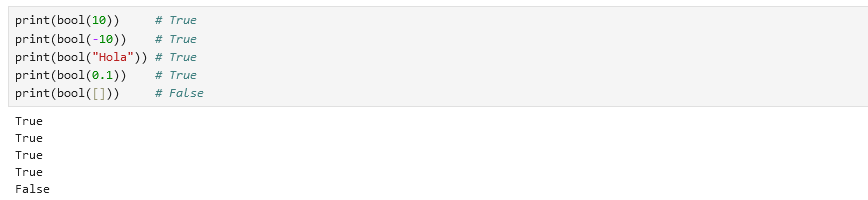 print(bool(10))     # True
print(bool(-10))    # True
print(bool("Hola")) # True
print(bool(0.1))    # True
print(bool([]))     # False
True
True
True
True
False